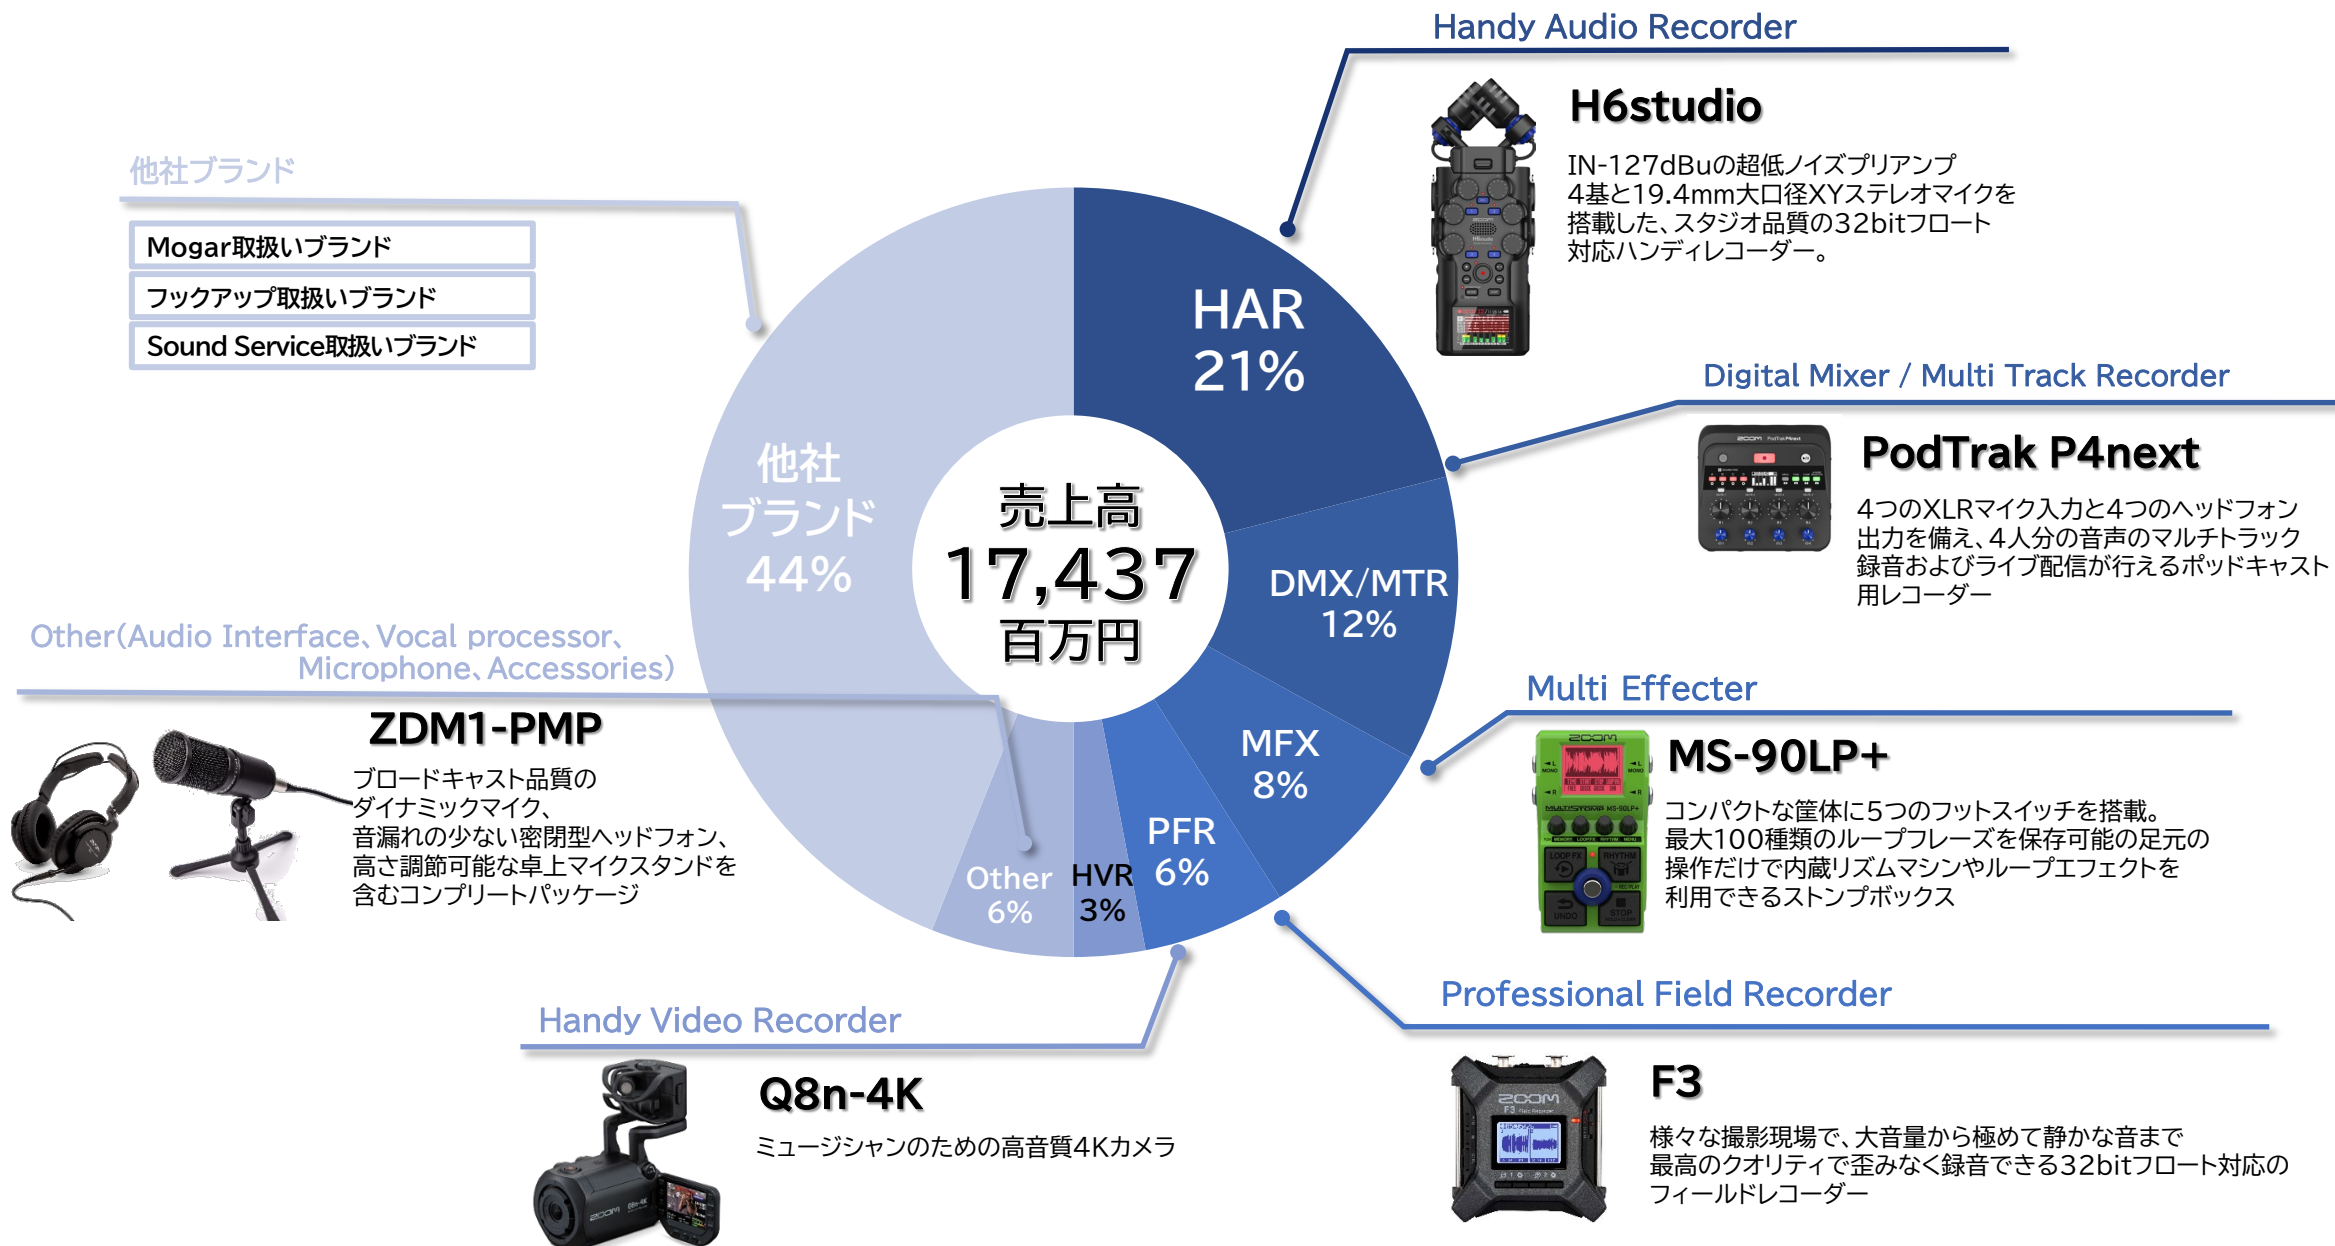 Handy Audio Recorder
H6studio
IN-127dBuの超低ノイズプリアンプ
4基と19.4mm大口径XYステレオマイクを
搭載した、スタジオ品質の32bitフロート
対応ハンディレコーダー。
他社ブランド
Mogar取扱いブランド
フックアップ取扱いブランド
Sound Service取扱いブランド
HAR
21%
Digital Mixer / Multi Track Recorder
PodTrak P4next
4つのXLRマイク入力と4つのヘッドフォン
出力を備え、4人分の音声のマルチトラック
録音およびライブ配信が行えるポッドキャスト
用レコーダー
他社
ブランド
44%
売上高
17,437
百万円
DMX/MTR
12%
Other(Audio Interface、Vocal processor、
Microphone、Accessories)
ZDM1-PMP
ブロードキャスト品質の
ダイナミックマイク、
音漏れの少ない密閉型ヘッドフォン、
高さ調節可能な卓上マイクスタンドを
含むコンプリートパッケージ
Multi Effecter
ZOOM
MULTISTOMP MS-90LP+
LOOP FX
RHYTHM
UNDO
STOP
MS-90LP+
コンパクトな筐体に5つのフットスイッチを搭載。
最大100種類のループフレーズを保存可能の足元の
操作だけで内蔵リズムマシンやループエフェクトを
利用できるストンプボックス
MFX
8%
PFR
6%
HVR
3%
Other
6%
Handy Video Recorder
Q8n-4K
ミュージシャンのための高音質4Kカメラ
ZOOM
Professional Field Recorder
ZOOM
F3 Field Recorder
F3
様々な撮影現場で、大音量から極めて静かな音まで
最高のクオリティで歪みなく録音できる32bitフロート対応の
フィールドレコーダー